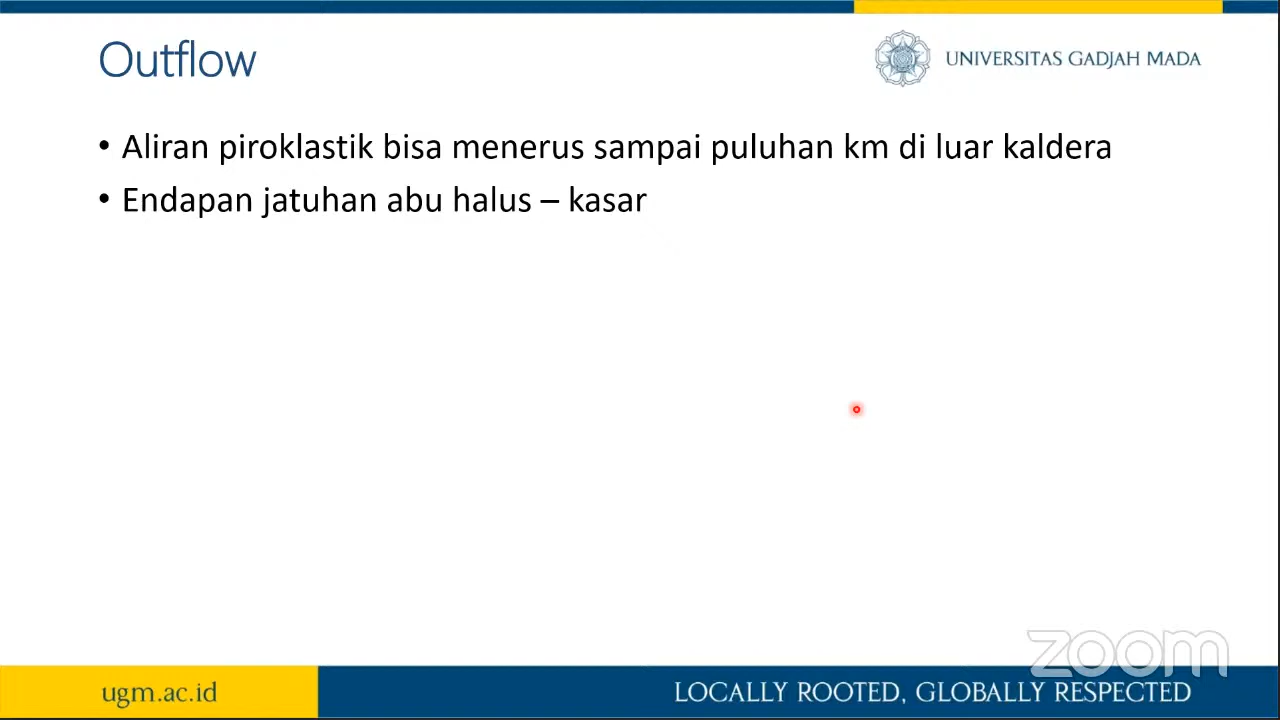 Outflow
UNIVERSITAS GADJAH MADA
• Aliran piroklastik bisa menerus sampai puluhan km di luar kaldera
• Endapan jatuhan abu halus – kasar
zoom
ugm.ac.id
LOCALLY ROOTED, GLOBALLY RESPECTED